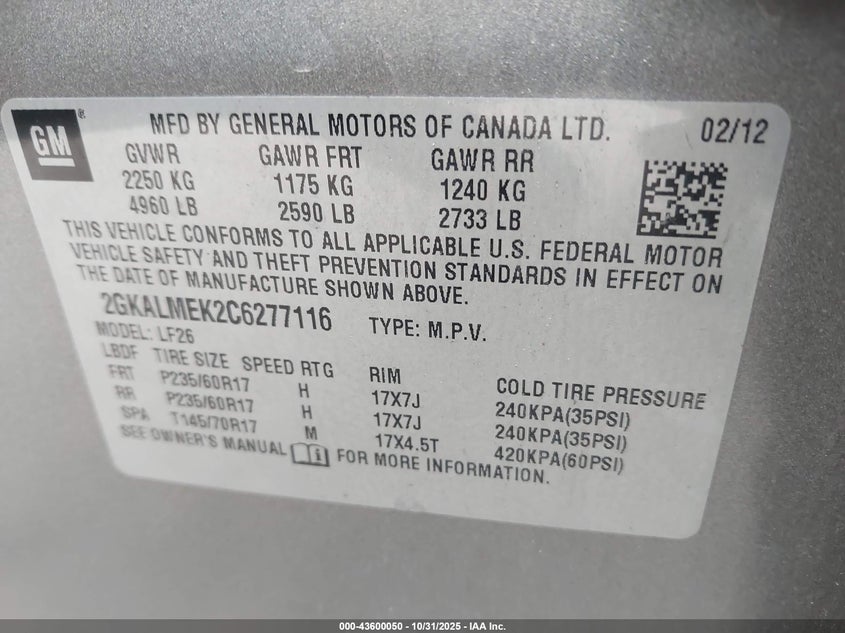 GM
MFD BY GENERAL MOTORS OF CANADA LTD. 02/12
GVWR GAWR FRT GAWR RR
2250 KG 1175 KG 1240 KG
4960 LB 2590 LB 2733 LB
THIS VEHICLE CONFORMS TO ALL APPLICABLE U.S. FEDERAL MOTOR
VEHICLE SAFETY AND THEFT PREVENTION STANDARDS IN EFFECT ON
THE DATE OF MANUFACTURE SHOWN ABOVE.
2GKALMEK2C6277116 TYPE: M.P.V.
MODEL: LF26
LBDF TIRE SIZE SPEED RTG RIM COLD TIRE PRESSURE
FRT P235/60R17 H 17X7J 240KPA(35PSI)
RR P235/60R17 H 17X7J 240KPA(35PSI)
SPA T145/70R17 M 17X4.5T 420KPA(60PSI)
SEE OWNER'S MANUAL i FOR MORE INFORMATION.
000-43600050 - 10/31/2025 - IAA Inc.